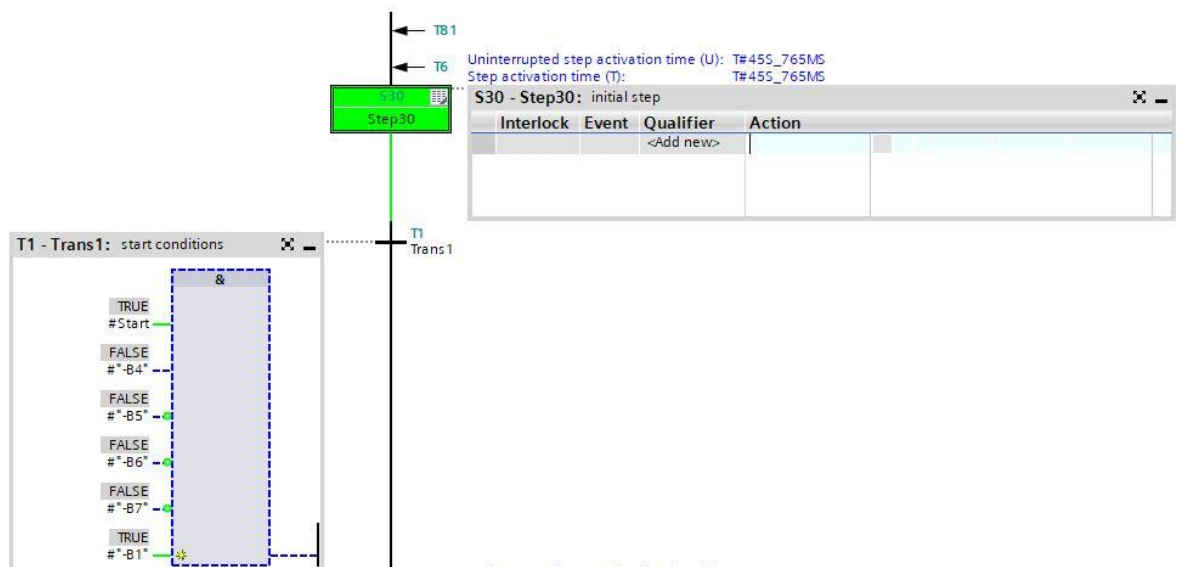 T81
T6
Uninterrupted step activation time (U): T#45S_765MS
Step activation time (T): T#45S_765MS
S30
Step30
S30 - Step30: initial step
Interlock Event Qualifier Action
<Add new>
T1
Trans1
T1 - Trans1: start conditions
&
TRUE
#Start
FALSE
#"-B4"
FALSE
#"-B5"
FALSE
#"-B6"
FALSE
#"-B7"
TRUE
#"-B1"